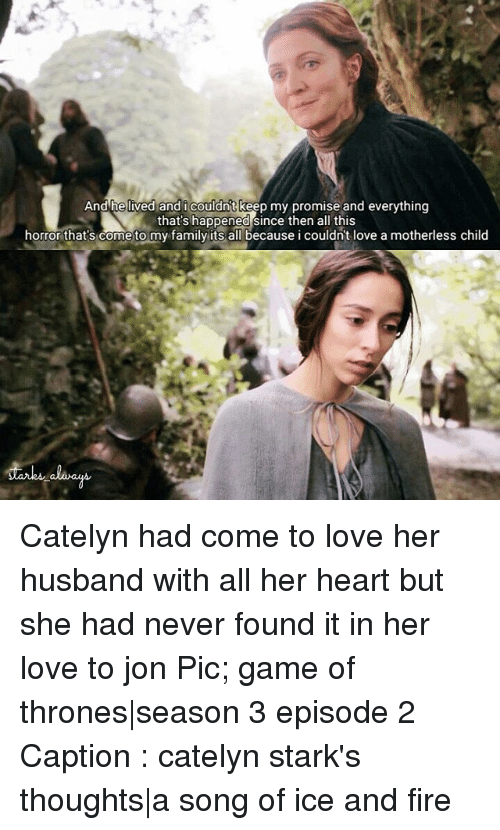 And he lived and i couldn't keep my promise and everything
that's happened since then all this
horror that's come to my family its all because i couldn't love a motherless child
starks_always
Catelyn had come to love her
husband with all her heart but
she had never found it in her
love to jon Pic; game of
thrones|season 3 episode 2
Caption : catelyn stark's
thoughts|a song of ice and fire